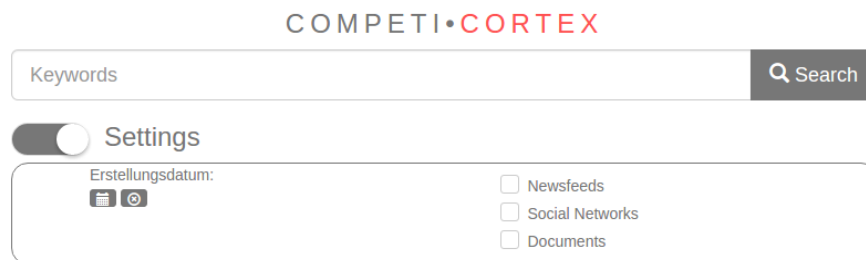 COMPETI•CORTEX
Keywords
Search
Settings
Erstellungsdatum:
Newsfeeds
Social Networks
Documents